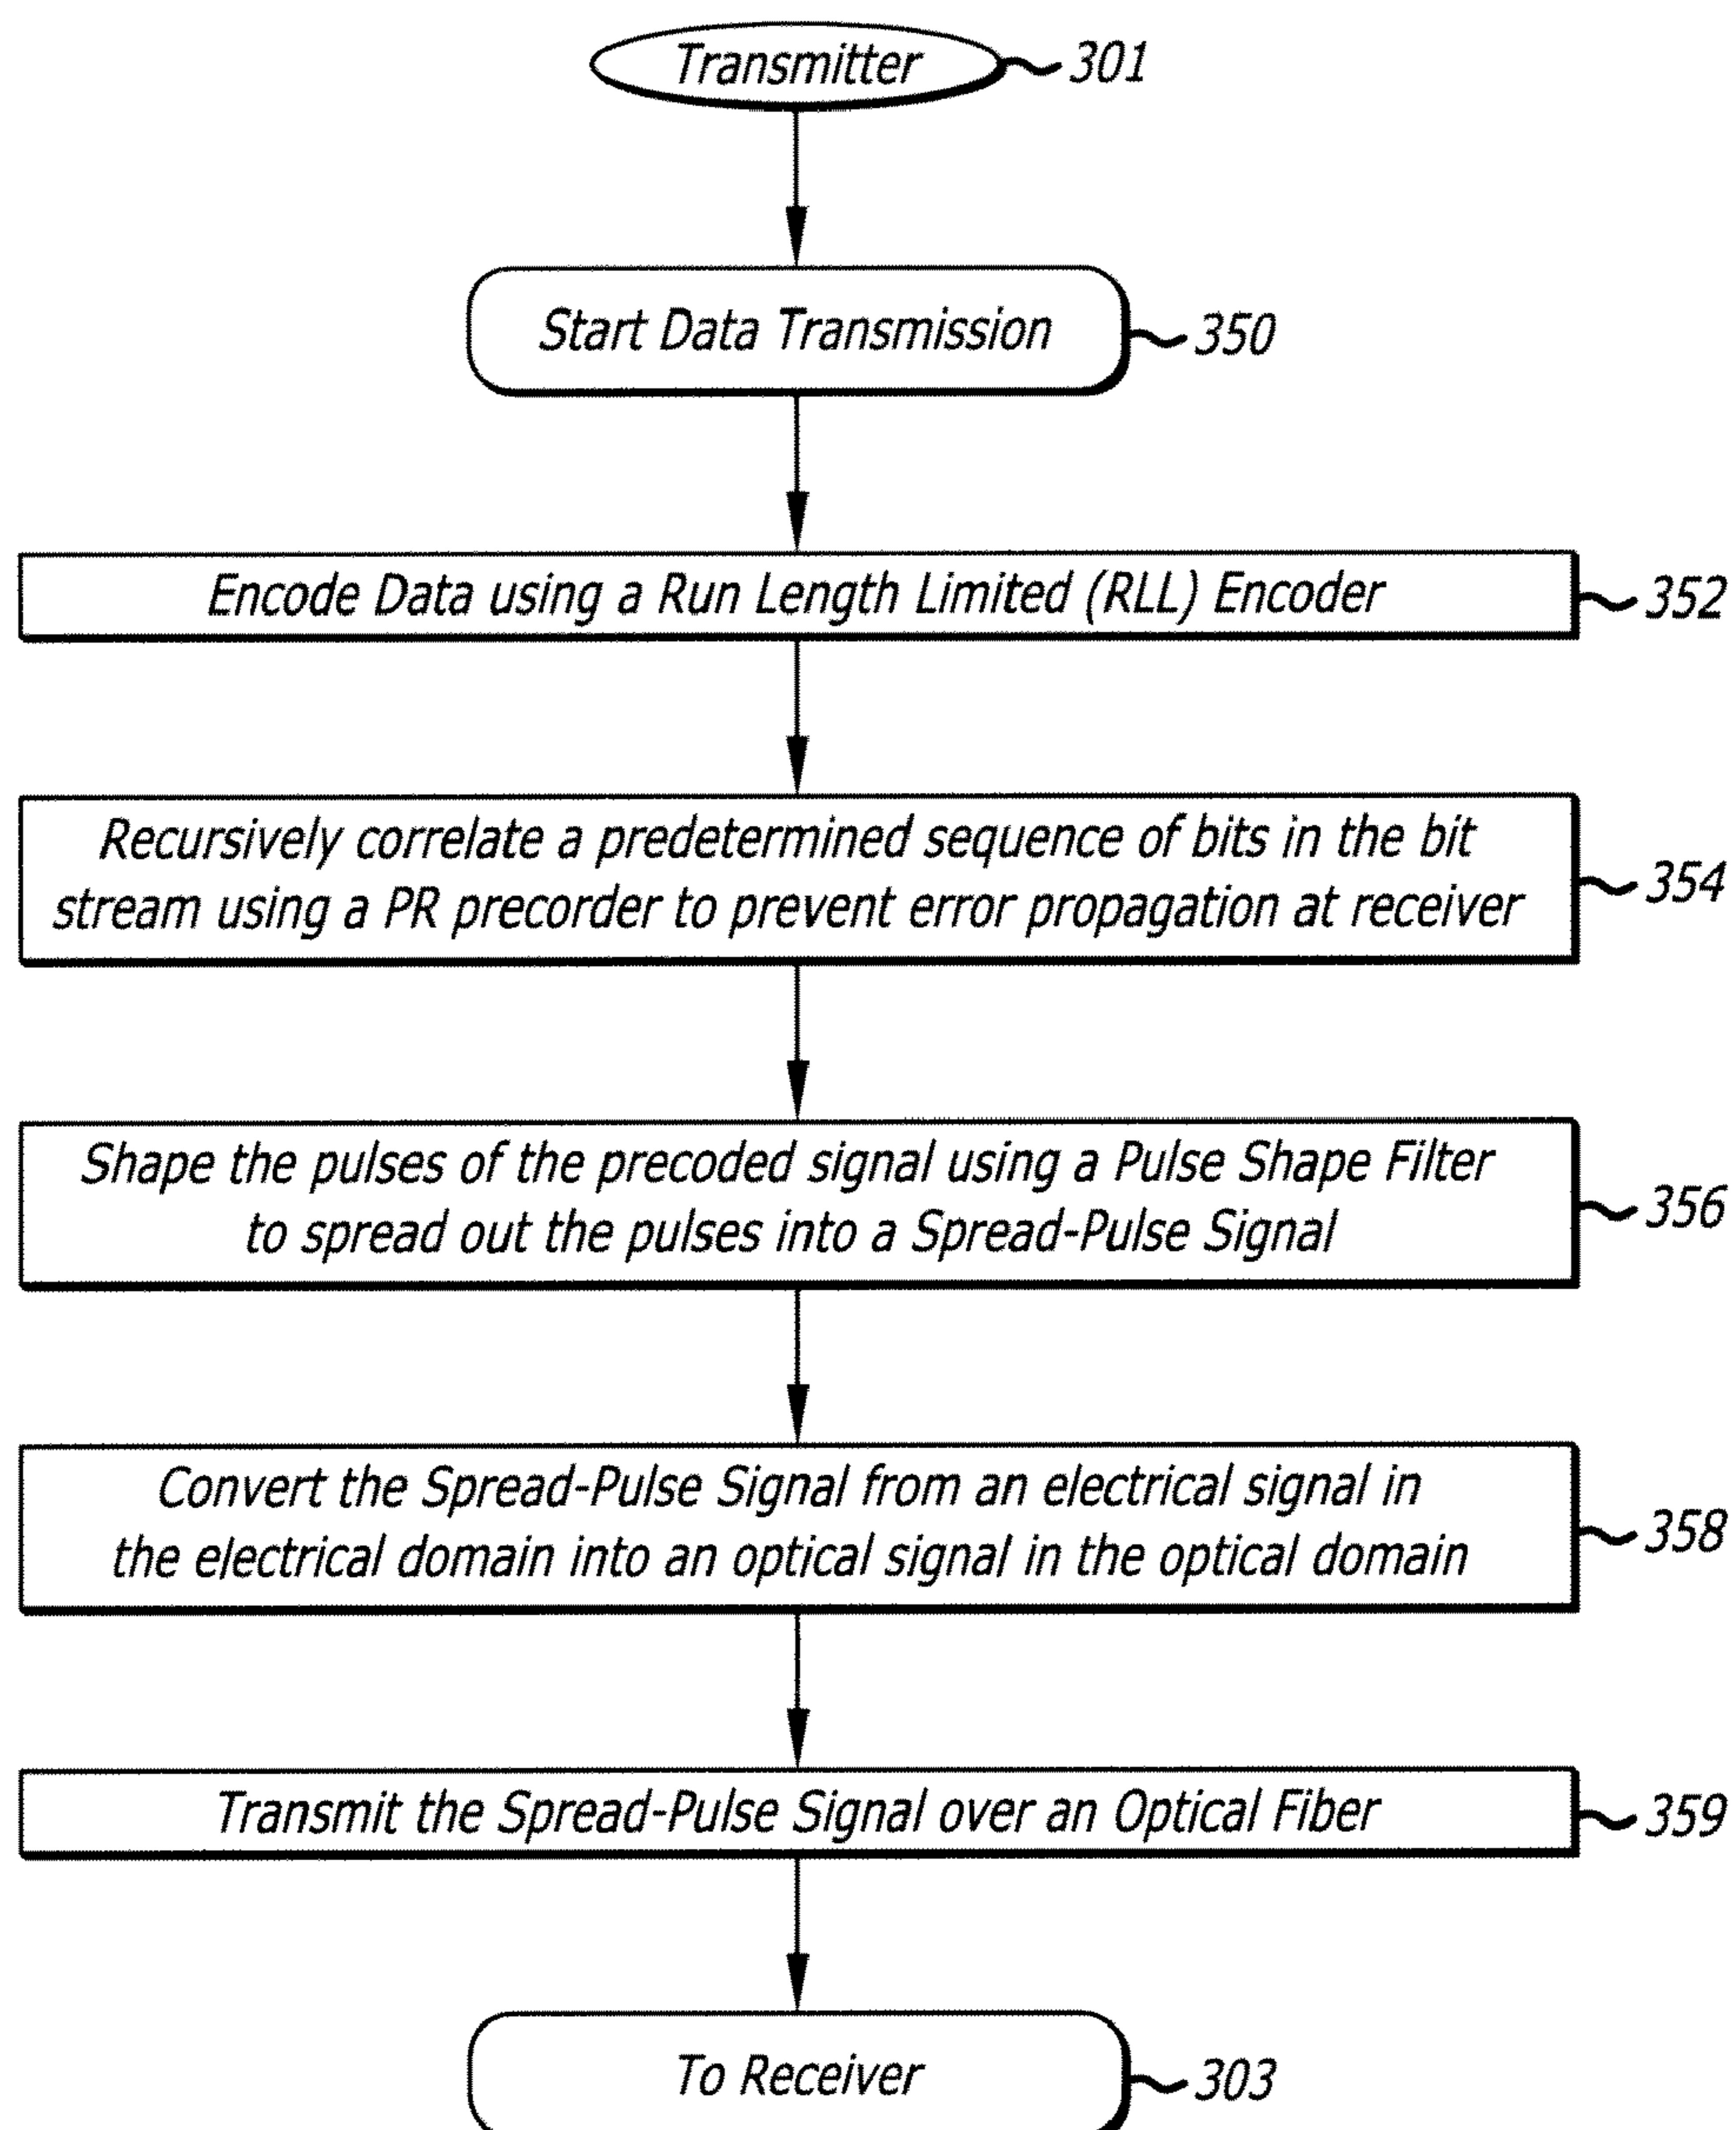 Transmitter 301
Start Data Transmission 350
Encode Data using a Run Length Limited (RLL) Encoder 352
Recursively correlate a predetermined sequence of bits in the bit
stream using a PR precorder to prevent error propagation at receiver
354
Shape the pulses of the precoded signal using a Pulse Shape Filter
to spread out the pulses into a Spread-Pulse Signal
356
Convert the Spread-Pulse Signal from an electrical signal in
the electrical domain into an optical signal in the optical domain
358
Transmit the Spread-Pulse Signal over an Optical Fiber 359
To Receiver 303